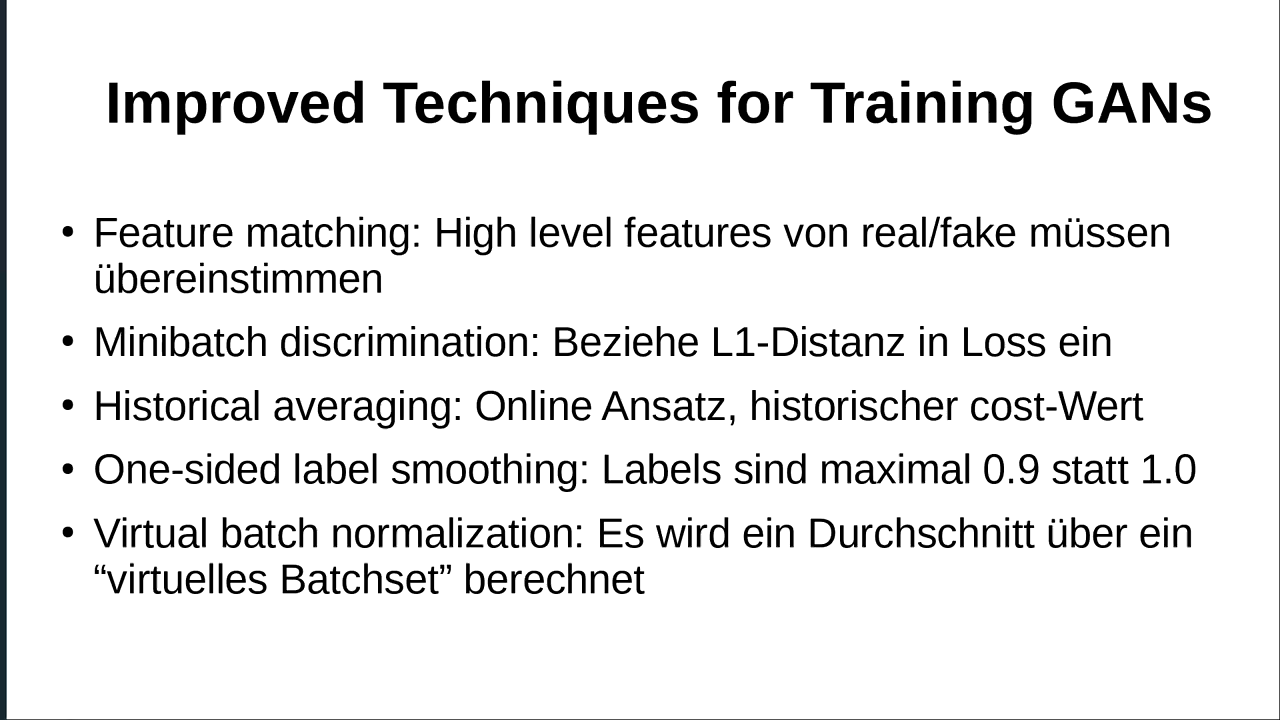 Improved Techniques for Training GANs
• Feature matching: High level features von real/fake müssen
übereinstimmen
• Minibatch discrimination: Beziehe L1-Distanz in Loss ein
• Historical averaging: Online Ansatz, historischer cost-Wert
• One-sided label smoothing: Labels sind maximal 0.9 statt 1.0
• Virtual batch normalization: Es wird ein Durchschnitt über ein
“virtuelles Batchset” berechnet